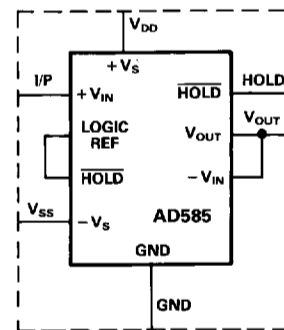 VDD
+VS
I/P
+VIN
HOLD
HOLD
LOGIC
REF
VOUT
VOUT
HOLD
-VIN
VSS
-VS
AD585
GND
GND